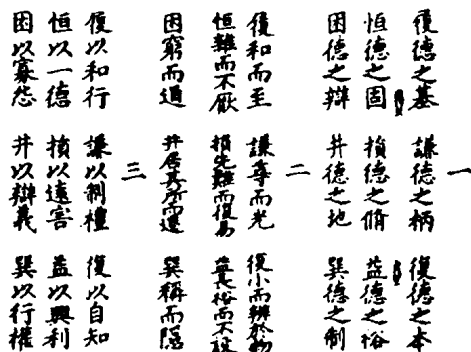 一
履德之基 謙德之柄 復德之本
恒德之固 損德之脩 益德之裕
困德之辯 井德之地 巽德之制
二
履和而至 謙尊而光 復小而辨於物
恒雜而不厭 損先難而後易 益長裕而不設
困窮而通 井居其所而遷 巽稱而隱
三
履以和行 謙以制禮 復以自知
恒以一德 損以遠害 益以興利
困以寡怨 井以辯義 巽以行權